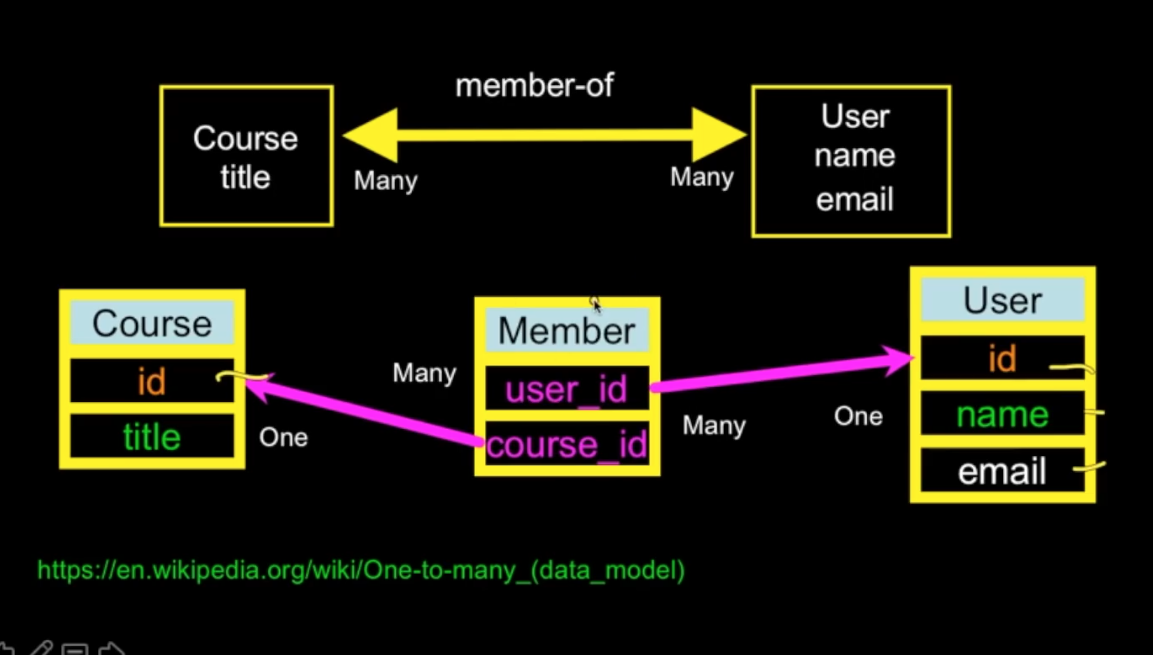 member-of
Course
title
Many
Many
User
name
email
Course
id
title
One
Many
Member
user_id
course_id
Many
One
User
id
name
email
https://en.wikipedia.org/wiki/One-to-many_(data_model)